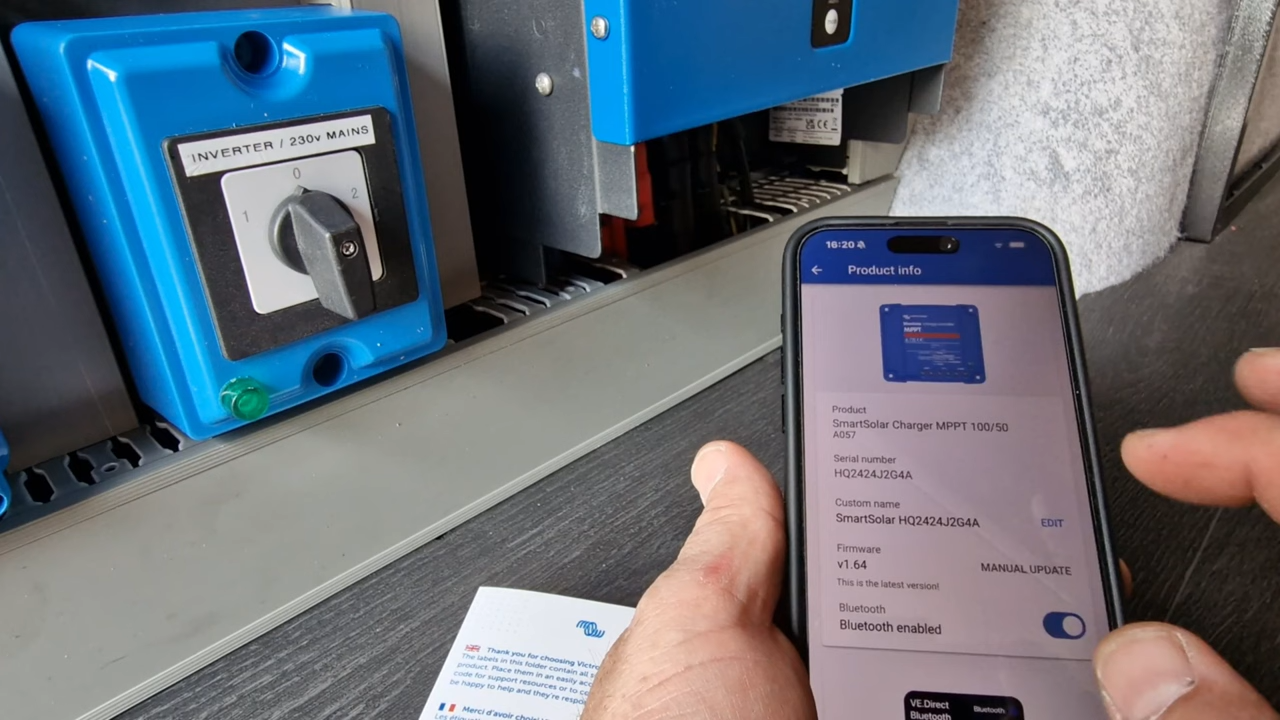 INVERTER / 230v MAINS
0
1
2
16:20
Product info
MPPT
Product
SmartSolar Charger MPPT 100/50
A057
Serial number
HQ2424J2G4A
Custom name
SmartSolar HQ2424J2G4A
EDIT
Firmware
v1.64
MANUAL UPDATE
This is the latest version!
Bluetooth
Bluetooth enabled
VE.Direct
Bluetooth
Bluetooth
Thank you for choosing Victro
The labels in this folder contain all
product. Place them in an easily
code for support resources or to
be happy to help and they're
Merci d'avoir choisi
Les